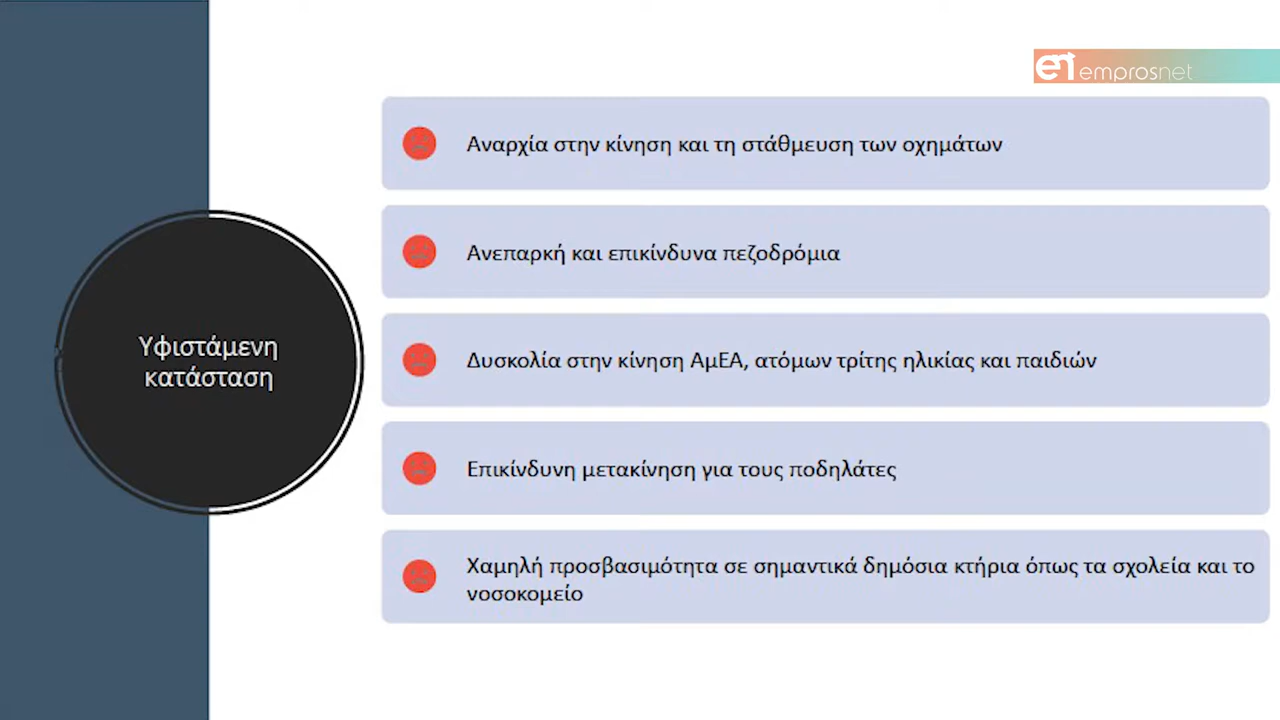 en emprosnet
Αναρχία στην κίνηση και τη στάθμευση των οχημάτων
Ανεπαρκή και επικίνδυνα πεζοδρόμια
Υφιστάμενη
κατάσταση
Δυσκολία στην κίνηση ΑμΕΑ, ατόμων τρίτης ηλικίας και παιδιών
Επικίνδυνη μετακίνηση για τους ποδηλάτες
Χαμηλή προσβασιμότητα σε σημαντικά δημόσια κτήρια όπως τα σχολεία και το
νοσοκομείο